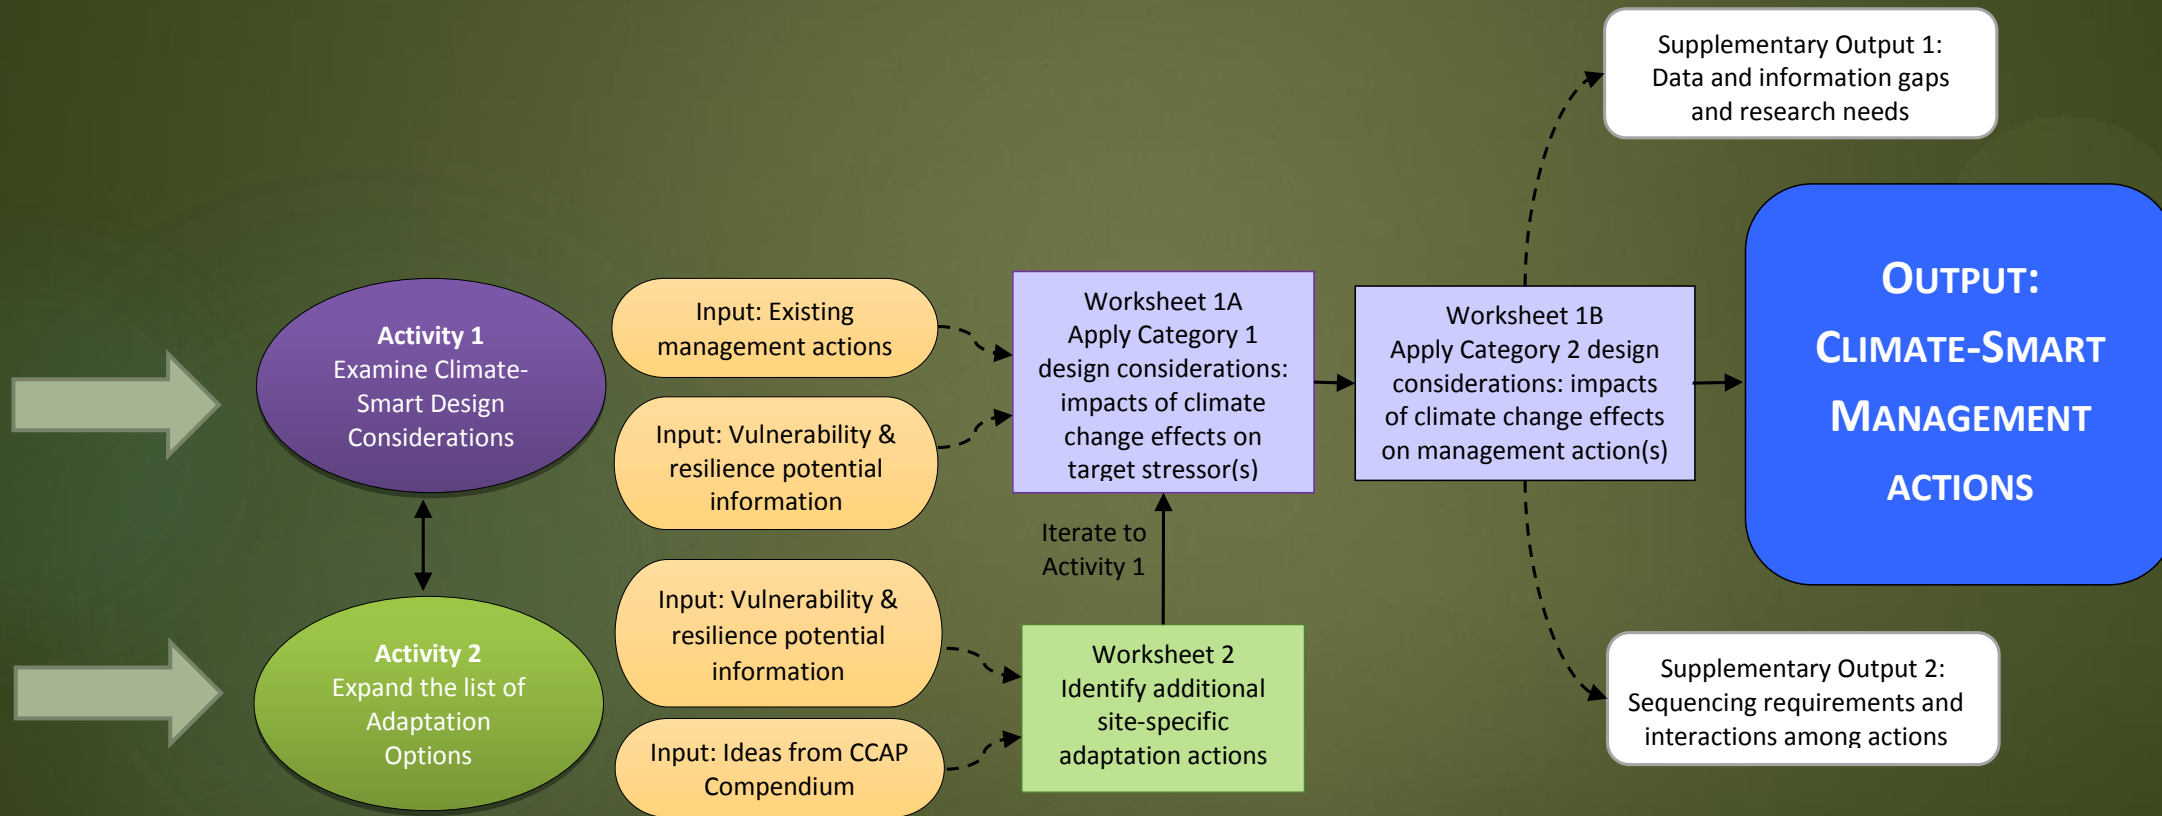 Supplementary Output 1:
Data and information gaps
and research needs
Activity 1
Examine Climate-
Smart Design
Considerations
Input: Existing
management actions
Input: Vulnerability &
resilience potential
information
Worksheet 1A
Apply Category 1
design considerations:
impacts of climate
change effects on
target stressor(s)
Worksheet 1B
Apply Category 2 design
considerations: impacts
of climate change effects
on management action(s)
OUTPUT:
CLIMATE-SMART
MANAGEMENT
ACTIONS
Iterate to
Activity 1
Activity 2
Expand the list of
Adaptation
Options
Input: Vulnerability &
resilience potential
information
Input: Ideas from CCAP
Compendium
Worksheet 2
Identify additional
site-specific
adaptation actions
Supplementary Output 2:
Sequencing requirements and
interactions among actions